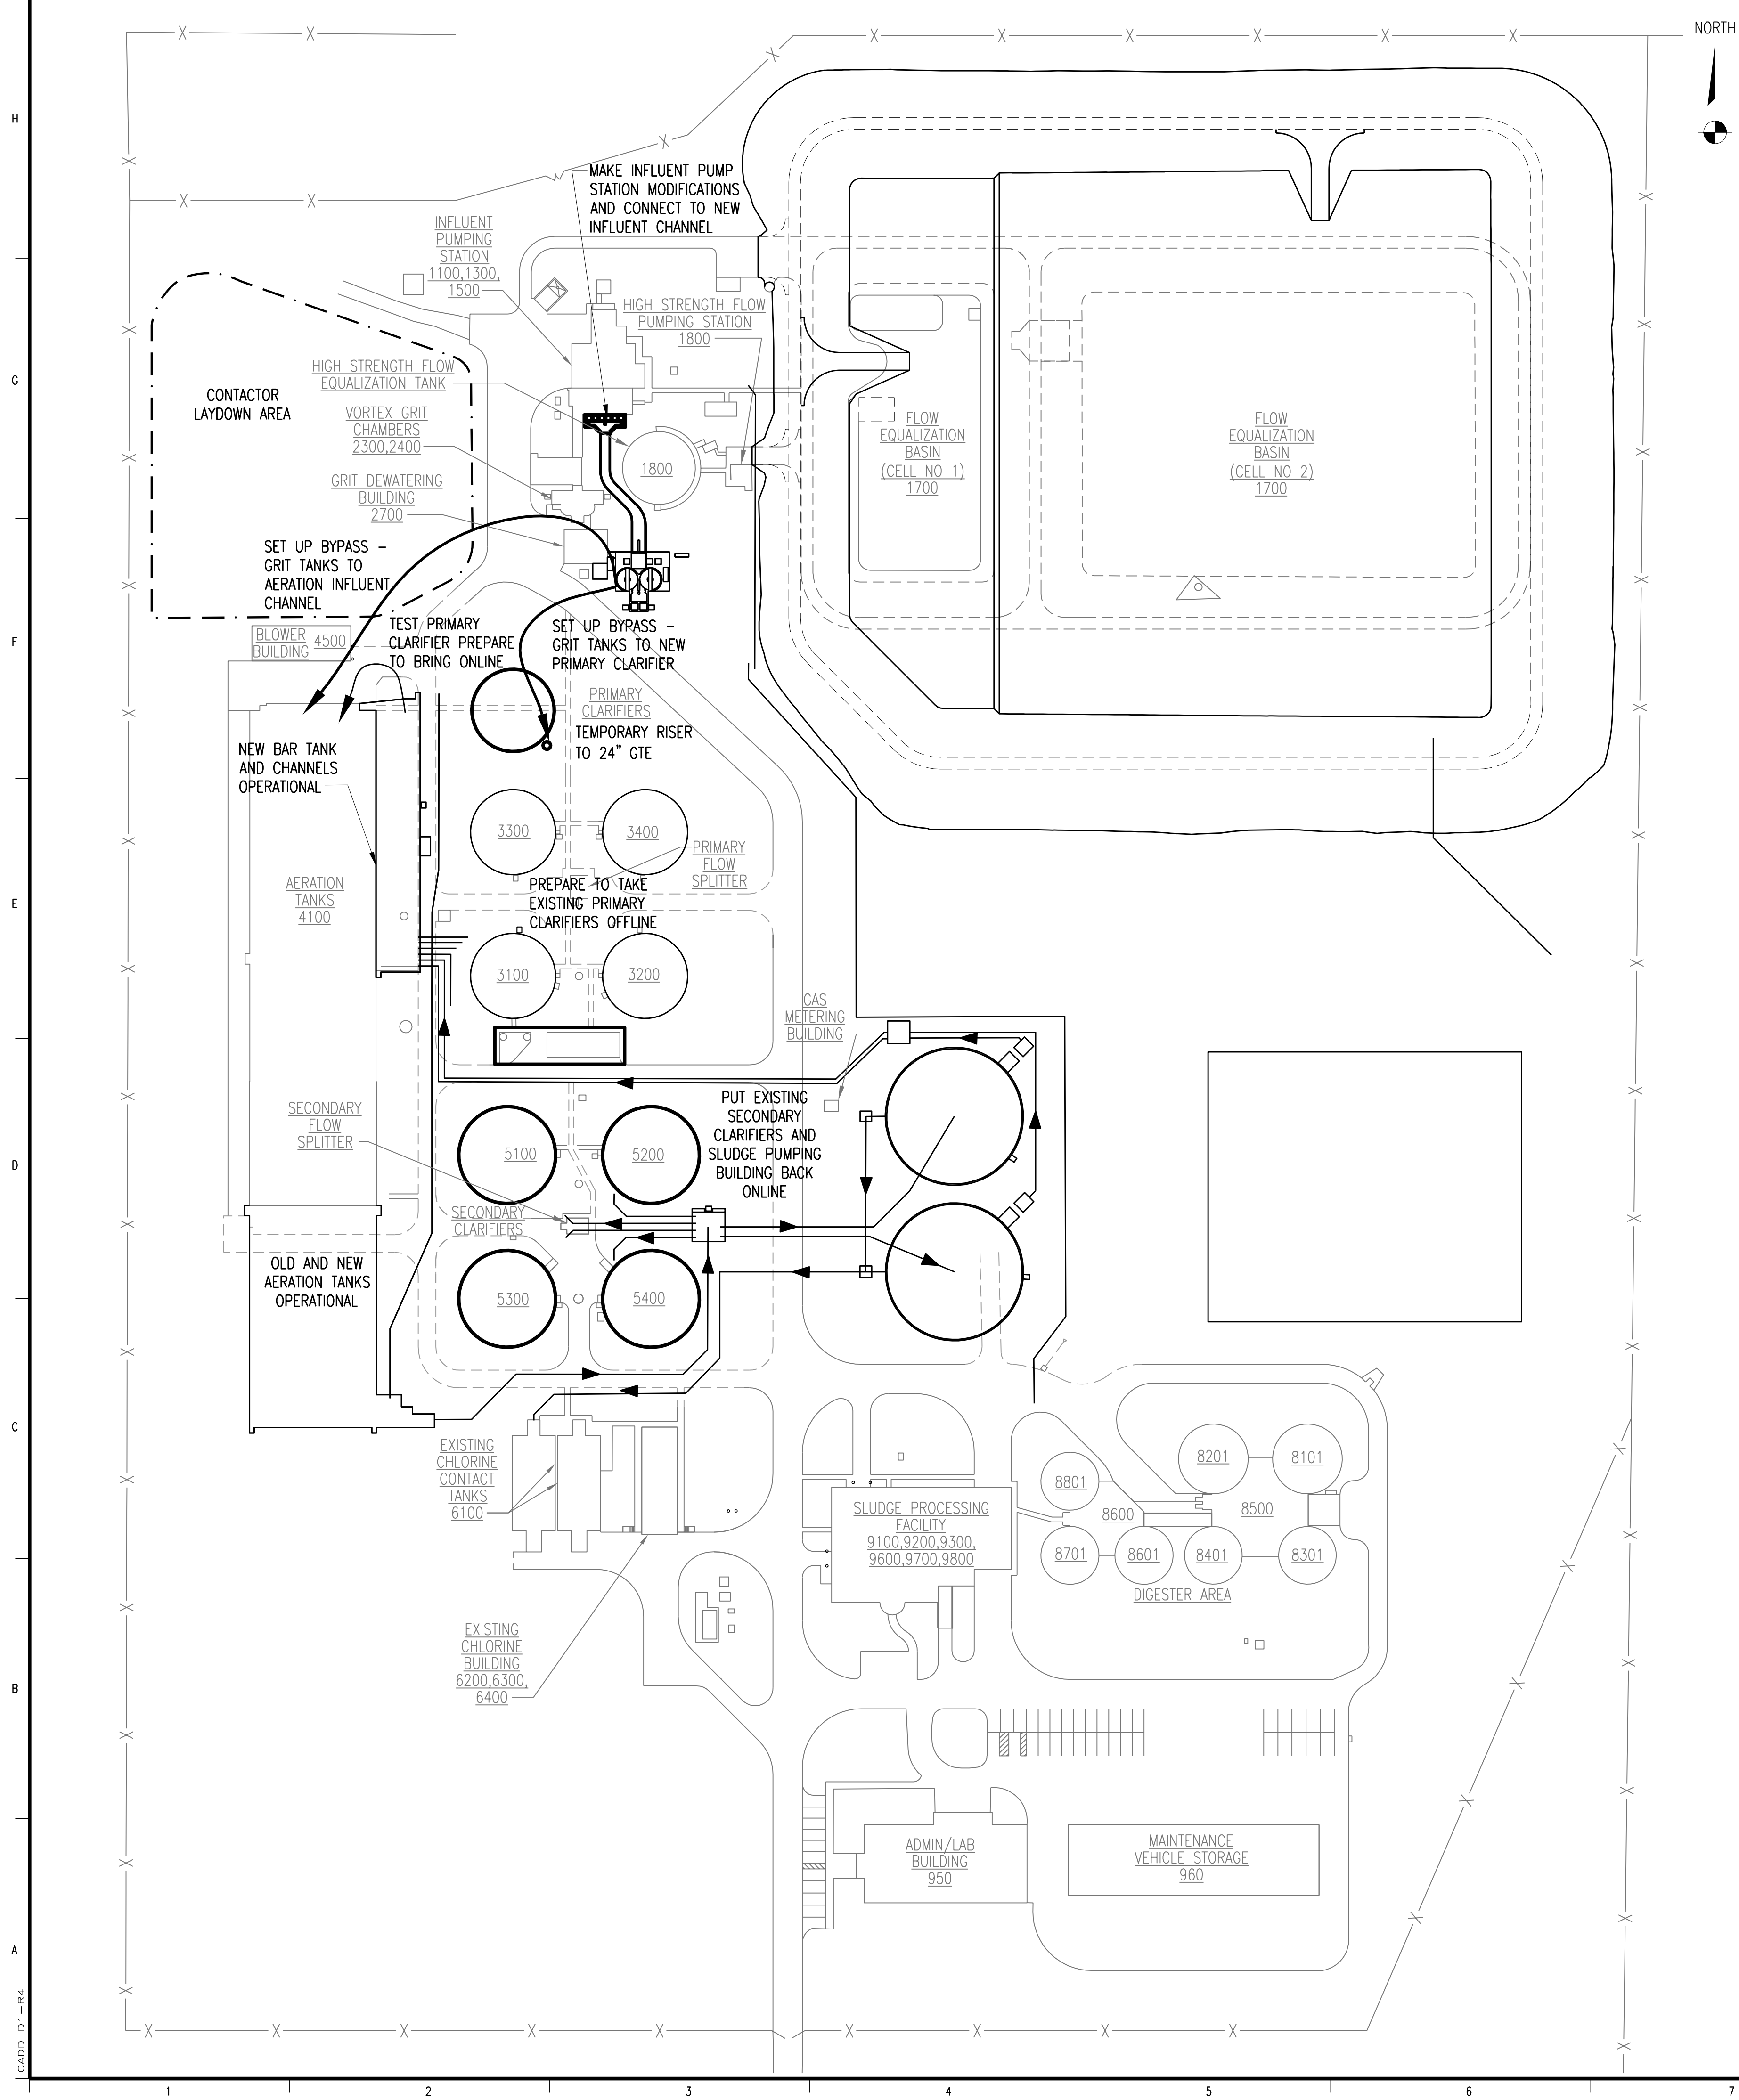 NORTH
H
MAKE INFLUENT PUMP
STATION MODIFICATIONS
AND CONNECT TO NEW
INFLUENT CHANNEL
INFLUENT
PUMPING
STATION
1100,1300,
1500
HIGH STRENGTH FLOW
PUMPING STATION
1800
HIGH STRENGTH FLOW
EQUALIZATION TANK
G
CONTACTOR
LAYDOWN AREA
VORTEX GRIT
CHAMBERS
2300,2400
1800
GRIT DEWATERING
BUILDING
2700
FLOW
EQUALIZATION
BASIN
(CELL NO 1)
1700
FLOW
EQUALIZATION
BASIN
(CELL NO 2)
1700
SET UP BYPASS -
GRIT TANKS TO
AERATION INFLUENT
CHANNEL
F
BLOWER
BUILDING
4500
TEST PRIMARY
CLARIFIER PREPARE
TO BRING ONLINE
SET UP BYPASS -
GRIT TANKS TO NEW
PRIMARY CLARIFIER
PRIMARY
CLARIFIERS
TEMPORARY RISER
TO 24" GTE
NEW BAR TANK
AND CHANNELS
OPERATIONAL
3300
3400
PRIMARY
FLOW
SPLITTER
E
AERATION
TANKS
4100
PREPARE TO TAKE
EXISTING PRIMARY
CLARIFIERS OFFLINE
3100
3200
GAS
METERING
BUILDING
SECONDARY
FLOW
SPLITTER
PUT EXISTING
SECONDARY
CLARIFIERS AND
SLUDGE PUMPING
BUILDING BACK
ONLINE
D
5100
5200
SECONDARY
CLARIFIERS
OLD AND NEW
AERATION TANKS
OPERATIONAL
5300
5400
C
EXISTING
CHLORINE
CONTACT
TANKS
6100
SLUDGE PROCESSING
FACILITY
9100,9200,9300,
9600,9700,9800
8201
8101
8801
8600
8500
8701
8601
8401
8301
DIGESTER AREA
EXISTING
CHLORINE
BUILDING
6200,6300,
6400
B
ADMIN/LAB
BUILDING
950
MAINTENANCE
VEHICLE STORAGE
960
A
CADD D1-R4
1
2
3
4
5
6
7